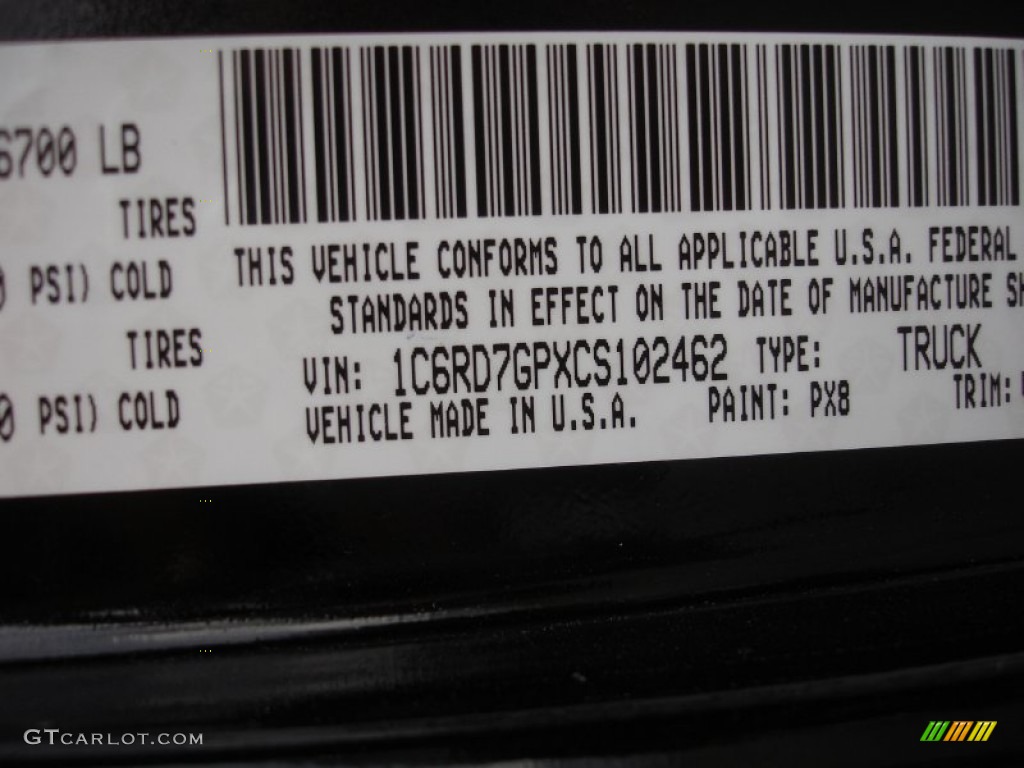 6700 LB
TIRES
PSI) COLD
TIRES
0 PSI) COLD
THIS VEHICLE CONFORMS TO ALL APPLICABLE U.S.A. FEDERAL
STANDARDS IN EFFECT ON THE DATE OF MANUFACTURE
VIN: 1C6RD7GPXCS102462 TYPE: TRUCK
VEHICLE MADE IN U.S.A. PAINT: PX8 TRIM:
GTCARLOT.COM